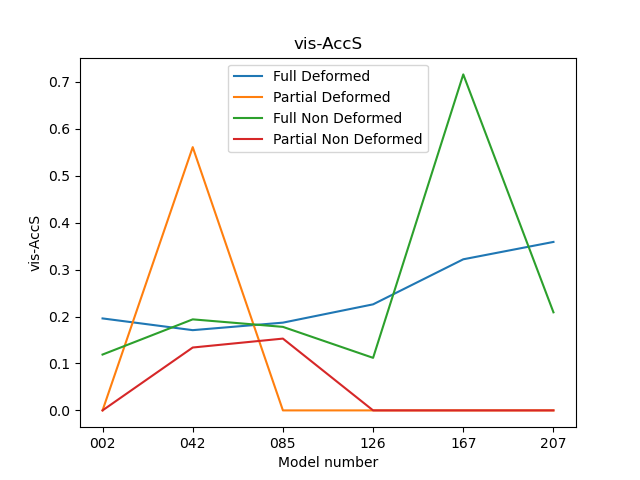 vis-AccS
Full Deformed
Partial Deformed
Full Non Deformed
Partial Non Deformed
vis-AccS
0.7
0.6
0.5
0.4
0.3
0.2
0.1
0.0
002 042 085 126 167 207
Model number